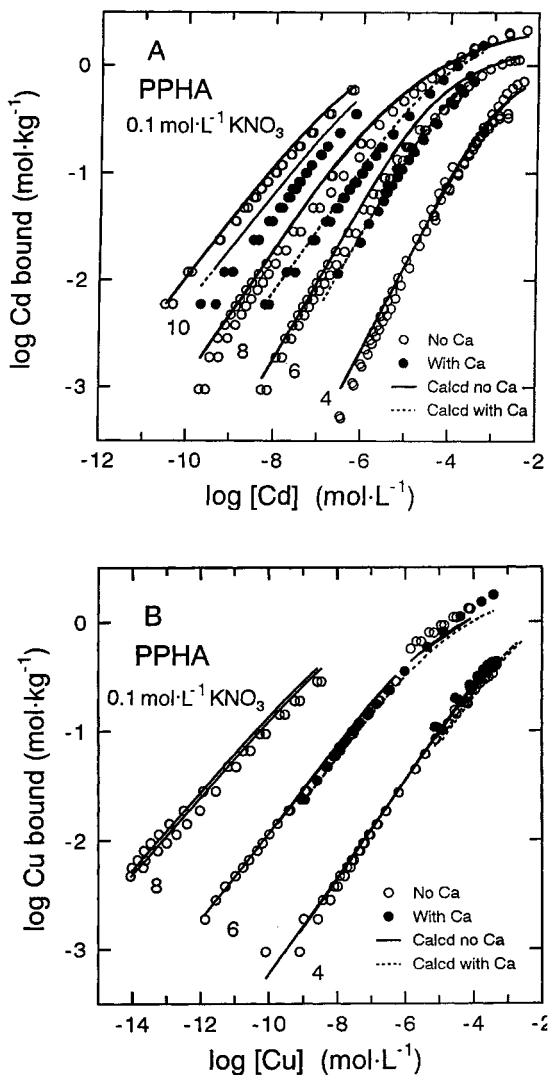 A
PPHA
0.1 mol·L⁻¹ KNO₃
log Cd bound (mol·kg⁻¹)
0
-1
-2
-3
10
8
6
4
No Ca
With Ca
Calcd no Ca
Calcd with Ca
-12 -10 -8 -6 -4 -2
log [Cd] (mol·L⁻¹)
B
PPHA
0.1 mol·L⁻¹ KNO₃
log Cu bound (mol·kg⁻¹)
0
-1
-2
-3
8
6
4
No Ca
With Ca
Calcd no Ca
Calcd with Ca
-14 -12 -10 -8 -6 -4 -2
log [Cu] (mol·L⁻¹)